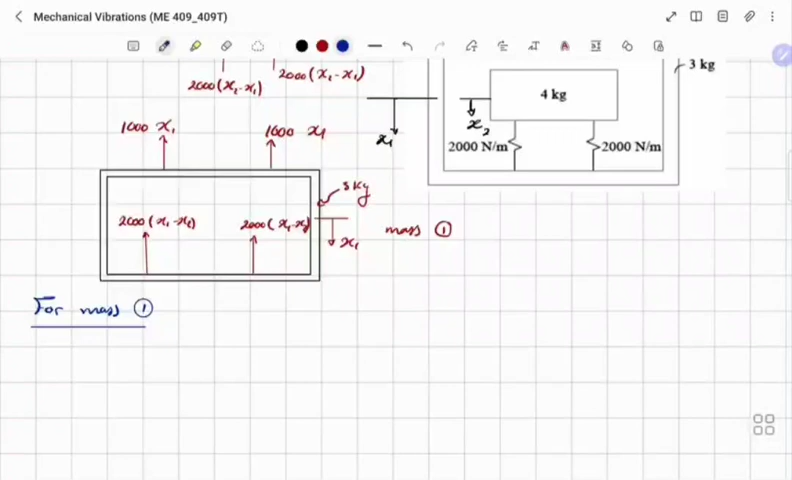 Mechanical Vibrations (ME 409_409T)
2000(x₂-x₁)
2000(x₂-x₁)
3 kg
4 kg
x₁
x₂
2000 N/m
2000 N/m
1000 x₁
1000 x₁
3 kg
2000(x₁-x₂)
2000(x₁-x₂)
x₁
mass ①
For mass ①